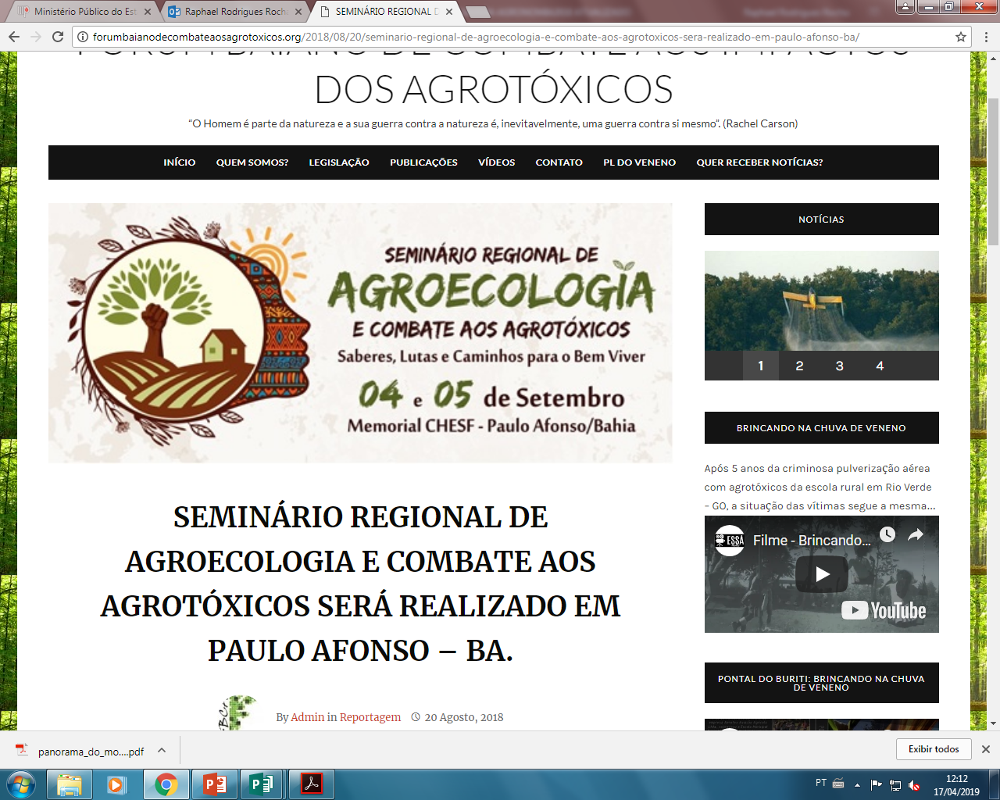 Ministério Público do Est
Raphael Rodrigues Roch
SEMINÁRIO REGIONAL D
forumbaianodecombateaosagrotoxicos.org/2018/08/20/seminario-regional-de-agroecologia-e-combate-aos-agrotoxicos-sera-realizado-em-paulo-afonso-ba/
FÓRUM BAIANO DE COMBATE AOS IMPACTOS
DOS AGROTÓXICOS
“O Homem é parte da natureza e a sua guerra contra a natureza é, inevitavelmente, uma guerra contra si mesmo”. (Rachel Carson)
INÍCIO QUEM SOMOS? LEGISLAÇÃO PUBLICAÇÕES VÍDEOS CONTATO PL DO VENENO QUER RECEBER NOTÍCIAS?
SEMINÁRIO REGIONAL DE
AGROECOLOGIA
E COMBATE AOS AGROTÓXICOS
Saberes, Lutas e Caminhos para o Bem Viver
04 e 05 de Setembro
Memorial CHESF - Paulo Afonso/Bahia
SEMINÁRIO REGIONAL DE
AGROECOLOGIA E COMBATE AOS
AGROTÓXICOS SERÁ REALIZADO EM
PAULO AFONSO – BA.
By Admin in Reportagem 20 Agosto, 2018
NOTÍCIAS
1 2 3 4
BRINCANDO NA CHUVA DE VENENO
Após 5 anos da criminosa pulverização aérea
com agrotóxicos da escola rural em Rio Verde
– GO, a situação das vítimas segue a mesma...
ESSA
Filme - Brincando...
YouTube
PONTAL DO BURITI: BRINCANDO NA CHUVA
DE VENENO
panorama_do_mo....pdf
Exibir todos
PT
12:12
17/04/2019